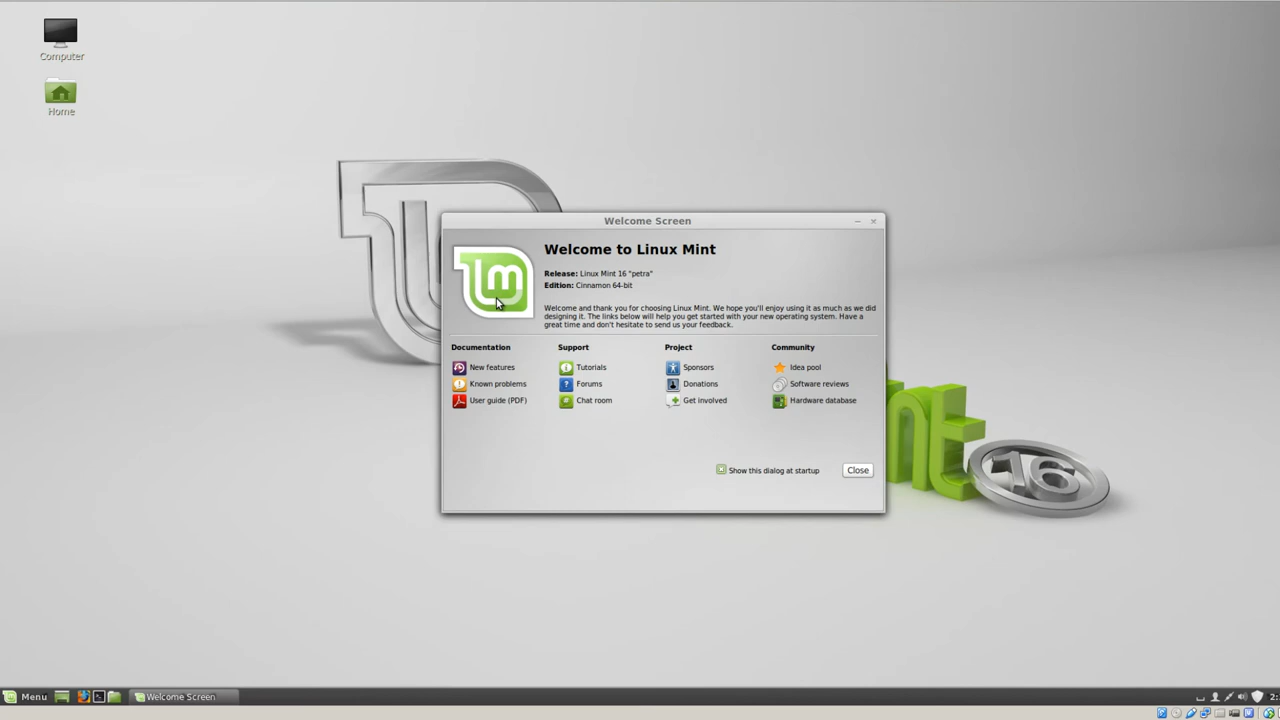 Computer
Home
Welcome Screen
Welcome to Linux Mint
Release: Linux Mint 16 "petra"
Edition: Cinnamon 64-bit
Welcome and thank you for choosing Linux Mint. We hope you'll enjoy using it as much as we did
designing it. The links below will help you get started with your new operating system. Have a
great time and don't hesitate to send us your feedback.
Documentation Support Project Community
New features Tutorials Sponsors Idea pool
Known problems Forums Donations Software reviews
User guide (PDF) Chat room Get involved Hardware database
Show this dialog at startup Close
16
Menu Welcome Screen